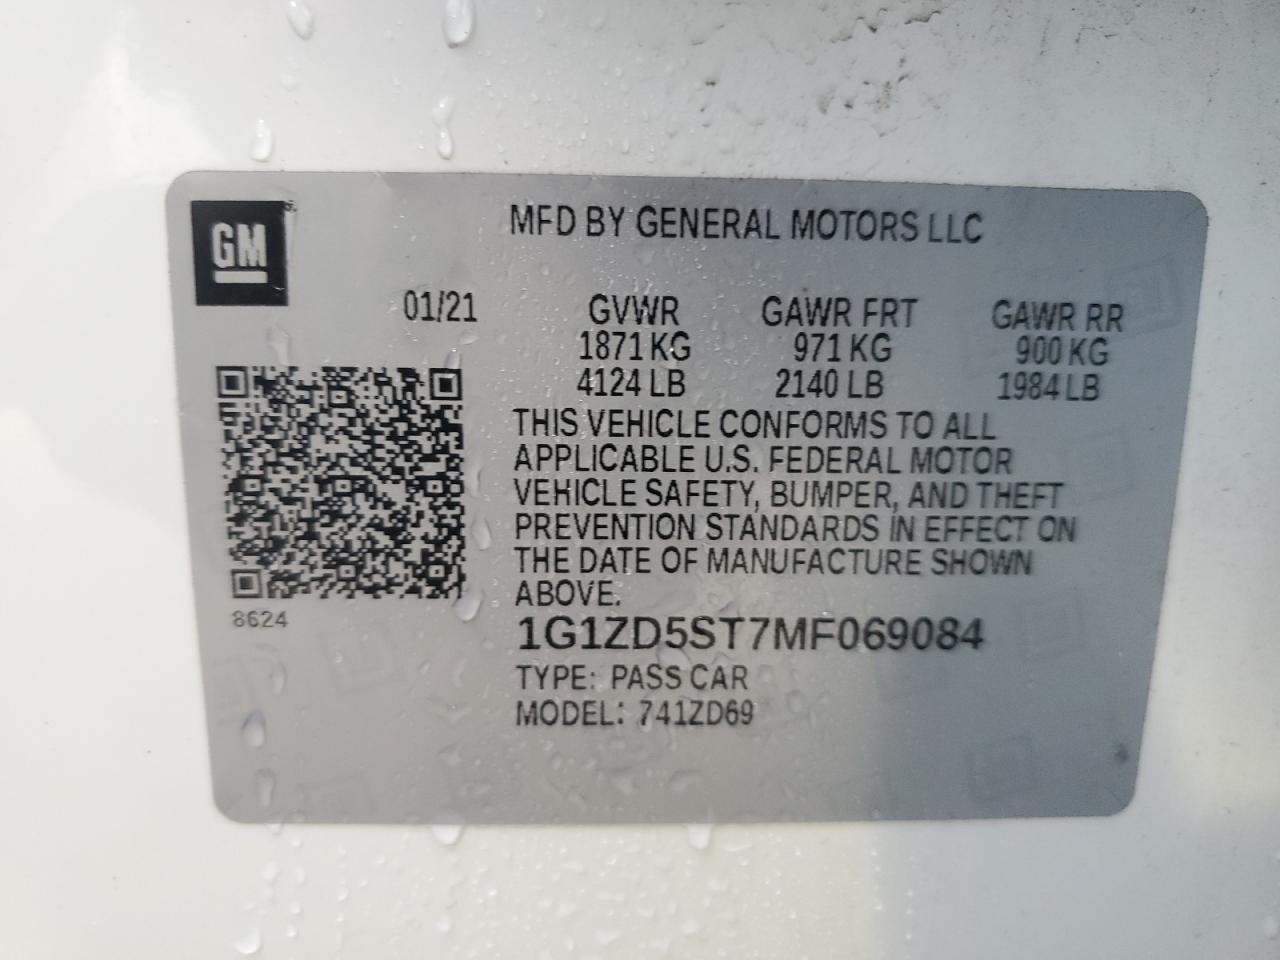 GM
MFD BY GENERAL MOTORS LLC
01/21 GVWR GAWR FRT GAWR RR
1871 KG 971 KG 900 KG
4124 LB 2140 LB 1984 LB
THIS VEHICLE CONFORMS TO ALL
APPLICABLE U.S. FEDERAL MOTOR
VEHICLE SAFETY, BUMPER, AND THEFT
PREVENTION STANDARDS IN EFFECT ON
THE DATE OF MANUFACTURE SHOWN
ABOVE.
8624
1G1ZD5ST7MF069084
TYPE: PASS CAR
MODEL: 741ZD69